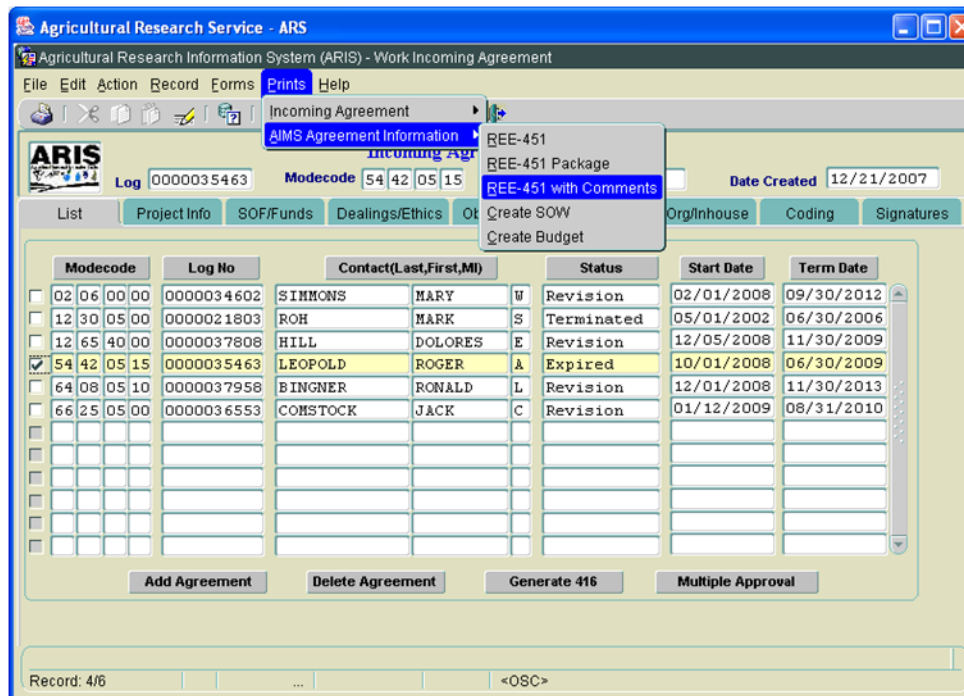 Agricultural Research Service - ARS
Agricultural Research Information System (ARIS) - Work Incoming Agreement
File Edit Action Record Forms Prints Help
Incoming Agreement
AIMS Agreement Information
REE-451
REE-451 Package
REE-451 with Comments
Create SOW
Create Budget
Incoming Agr
ARIS
Log 0000035463 Modecode 54 42 05 15 Date Created 12/21/2007
List Project Info SOF/Funds Dealings/Ethics Ob Org/Inhouse Coding Signatures
Modecode Log No Contact(Last,First,MI) Status Start Date Term Date
02 06 00 00 0000034602 SIMMONS MARY W Revision 02/01/2008 09/30/2012
12 30 05 00 0000021803 ROH MARK S Terminated 05/01/2002 06/30/2006
12 65 40 00 0000037808 HILL DOLORES E Revision 12/05/2008 11/30/2009
54 42 05 15 0000035463 LEOPOLD ROGER A Expired 10/01/2008 06/30/2009
64 08 05 10 0000037958 BINGNER RONALD L Revision 12/01/2008 11/30/2013
66 25 05 00 0000036553 COMSTOCK JACK C Revision 01/12/2009 08/31/2010
Add Agreement Delete Agreement Generate 416 Multiple Approval
Record: 4/6 ... <OSC>